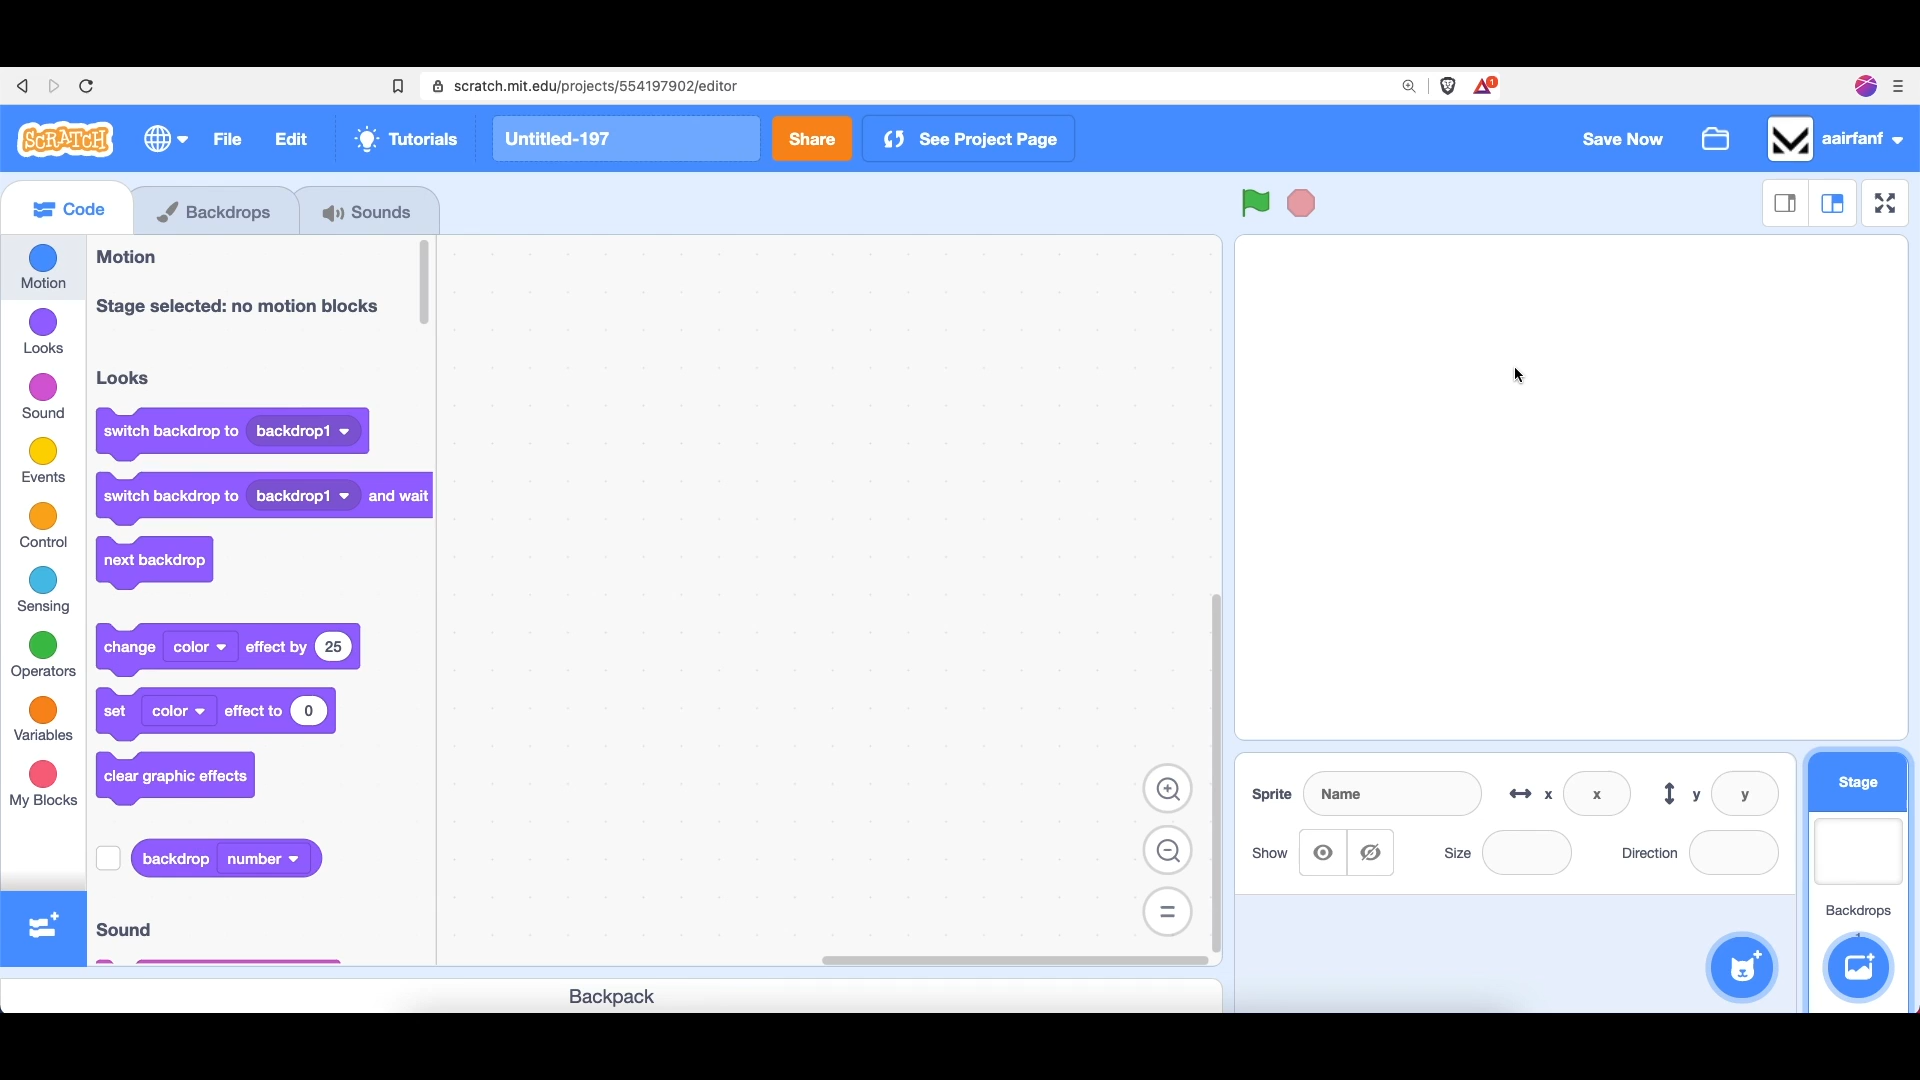 scratch.mit.edu/projects/554197902/editor
1
SCRATCH
File
Edit
Tutorials
Untitled-197
Share
See Project Page
Save Now
aairfanf
Code
Backdrops
Sounds
Motion
Looks
Sound
Events
Control
Sensing
Operators
Variables
My Blocks
Motion
Stage selected: no motion blocks
Looks
switch backdrop to backdrop1
switch backdrop to backdrop1 and wait
next backdrop
change color effect by 25
set color effect to 0
clear graphic effects
backdrop number
Sound
Backpack
Sprite Name x x y y
Show Size Direction
Stage
Backdrops